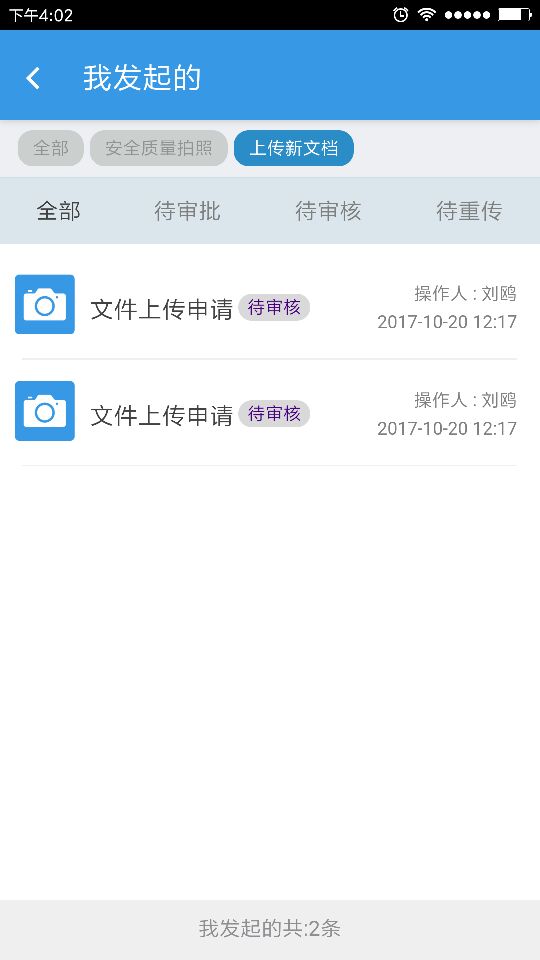 下午4:02
我发起的
全部 安全质量拍照 上传新文档
全部 待审批 待审核 待重传
文件上传申请 待审核 操作人 : 刘鸥
2017-10-20 12:17
文件上传申请 待审核 操作人 : 刘鸥
2017-10-20 12:17
我发起的共:2条